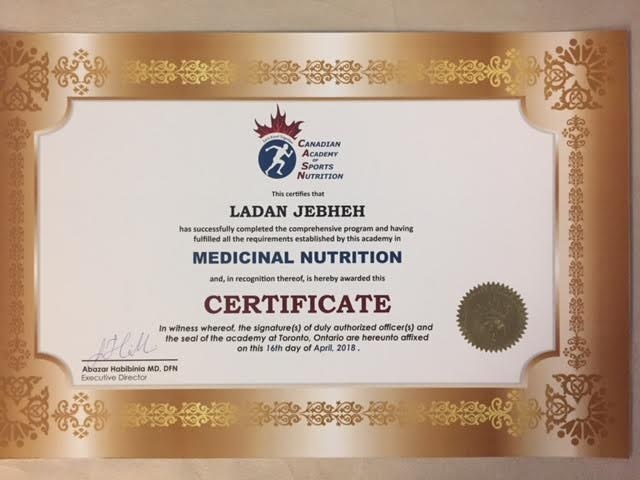 CANADIAN
ACADEMY
OF
SPORTS
NUTRITION
This certifies that
LADAN JEBHEH
has successfully completed the comprehensive program and having
fulfilled all the requirements established by this academy in
MEDICINAL NUTRITION
and, in recognition thereof, is hereby awarded this
CERTIFICATE
In witness whereof, the signature(s) of duly authorized officer(s) and
the seal of the academy at Toronto, Ontario are hereunto affixed
on this 16th day of April, 2018 .
Abazar Habibinia MD, DFN
Executive Director